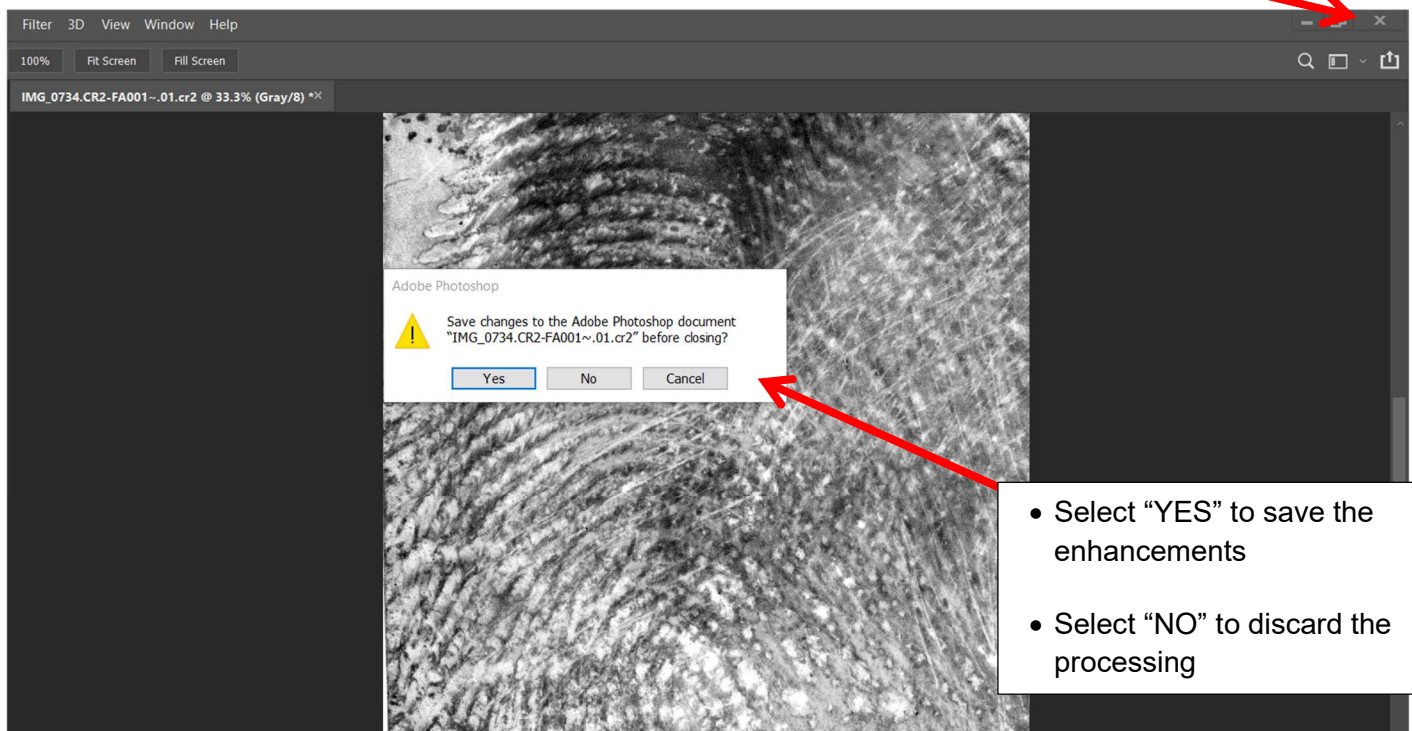 Filter 3D View Window Help
100% Fit Screen Fill Screen
IMG_0734.CR2-FA001~.01.cr2 @ 33.3% (Gray/8) *×
Adobe Photoshop
Save changes to the Adobe Photoshop document
"IMG_0734.CR2-FA001~.01.cr2" before closing?
Yes No Cancel
• Select “YES” to save the
enhancements
• Select “NO” to discard the
processing